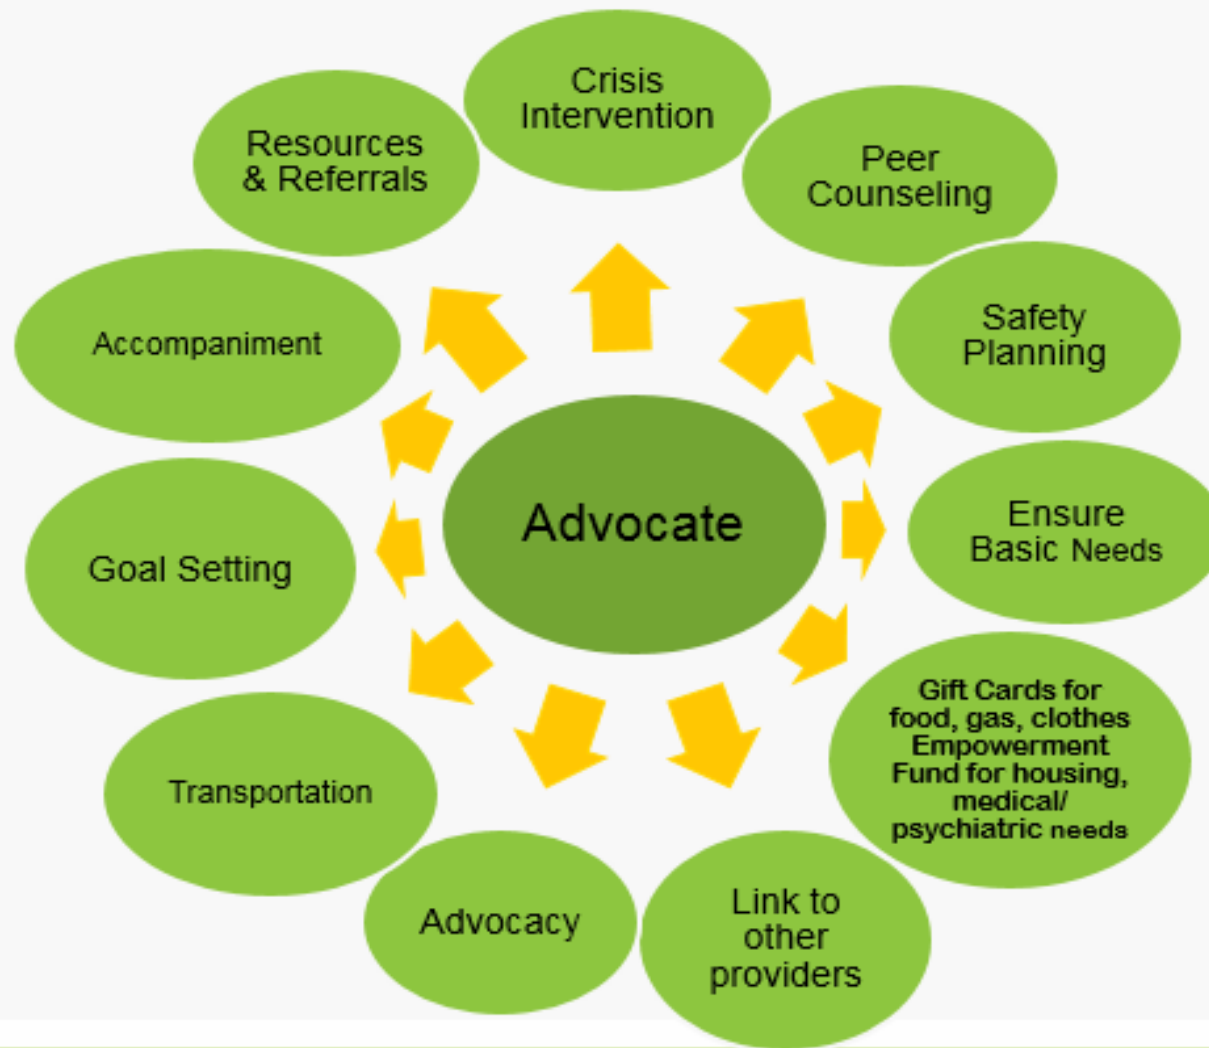 Crisis
Intervention
Peer
Counseling
Safety
Planning
Ensure
Basic Needs
Gift Cards for
food, gas, clothes
Empowerment
Fund for housing,
medical/
psychiatric needs
Link to
other
providers
Advocacy
Transportation
Goal Setting
Accompaniment
Resources
& Referrals
Advocate